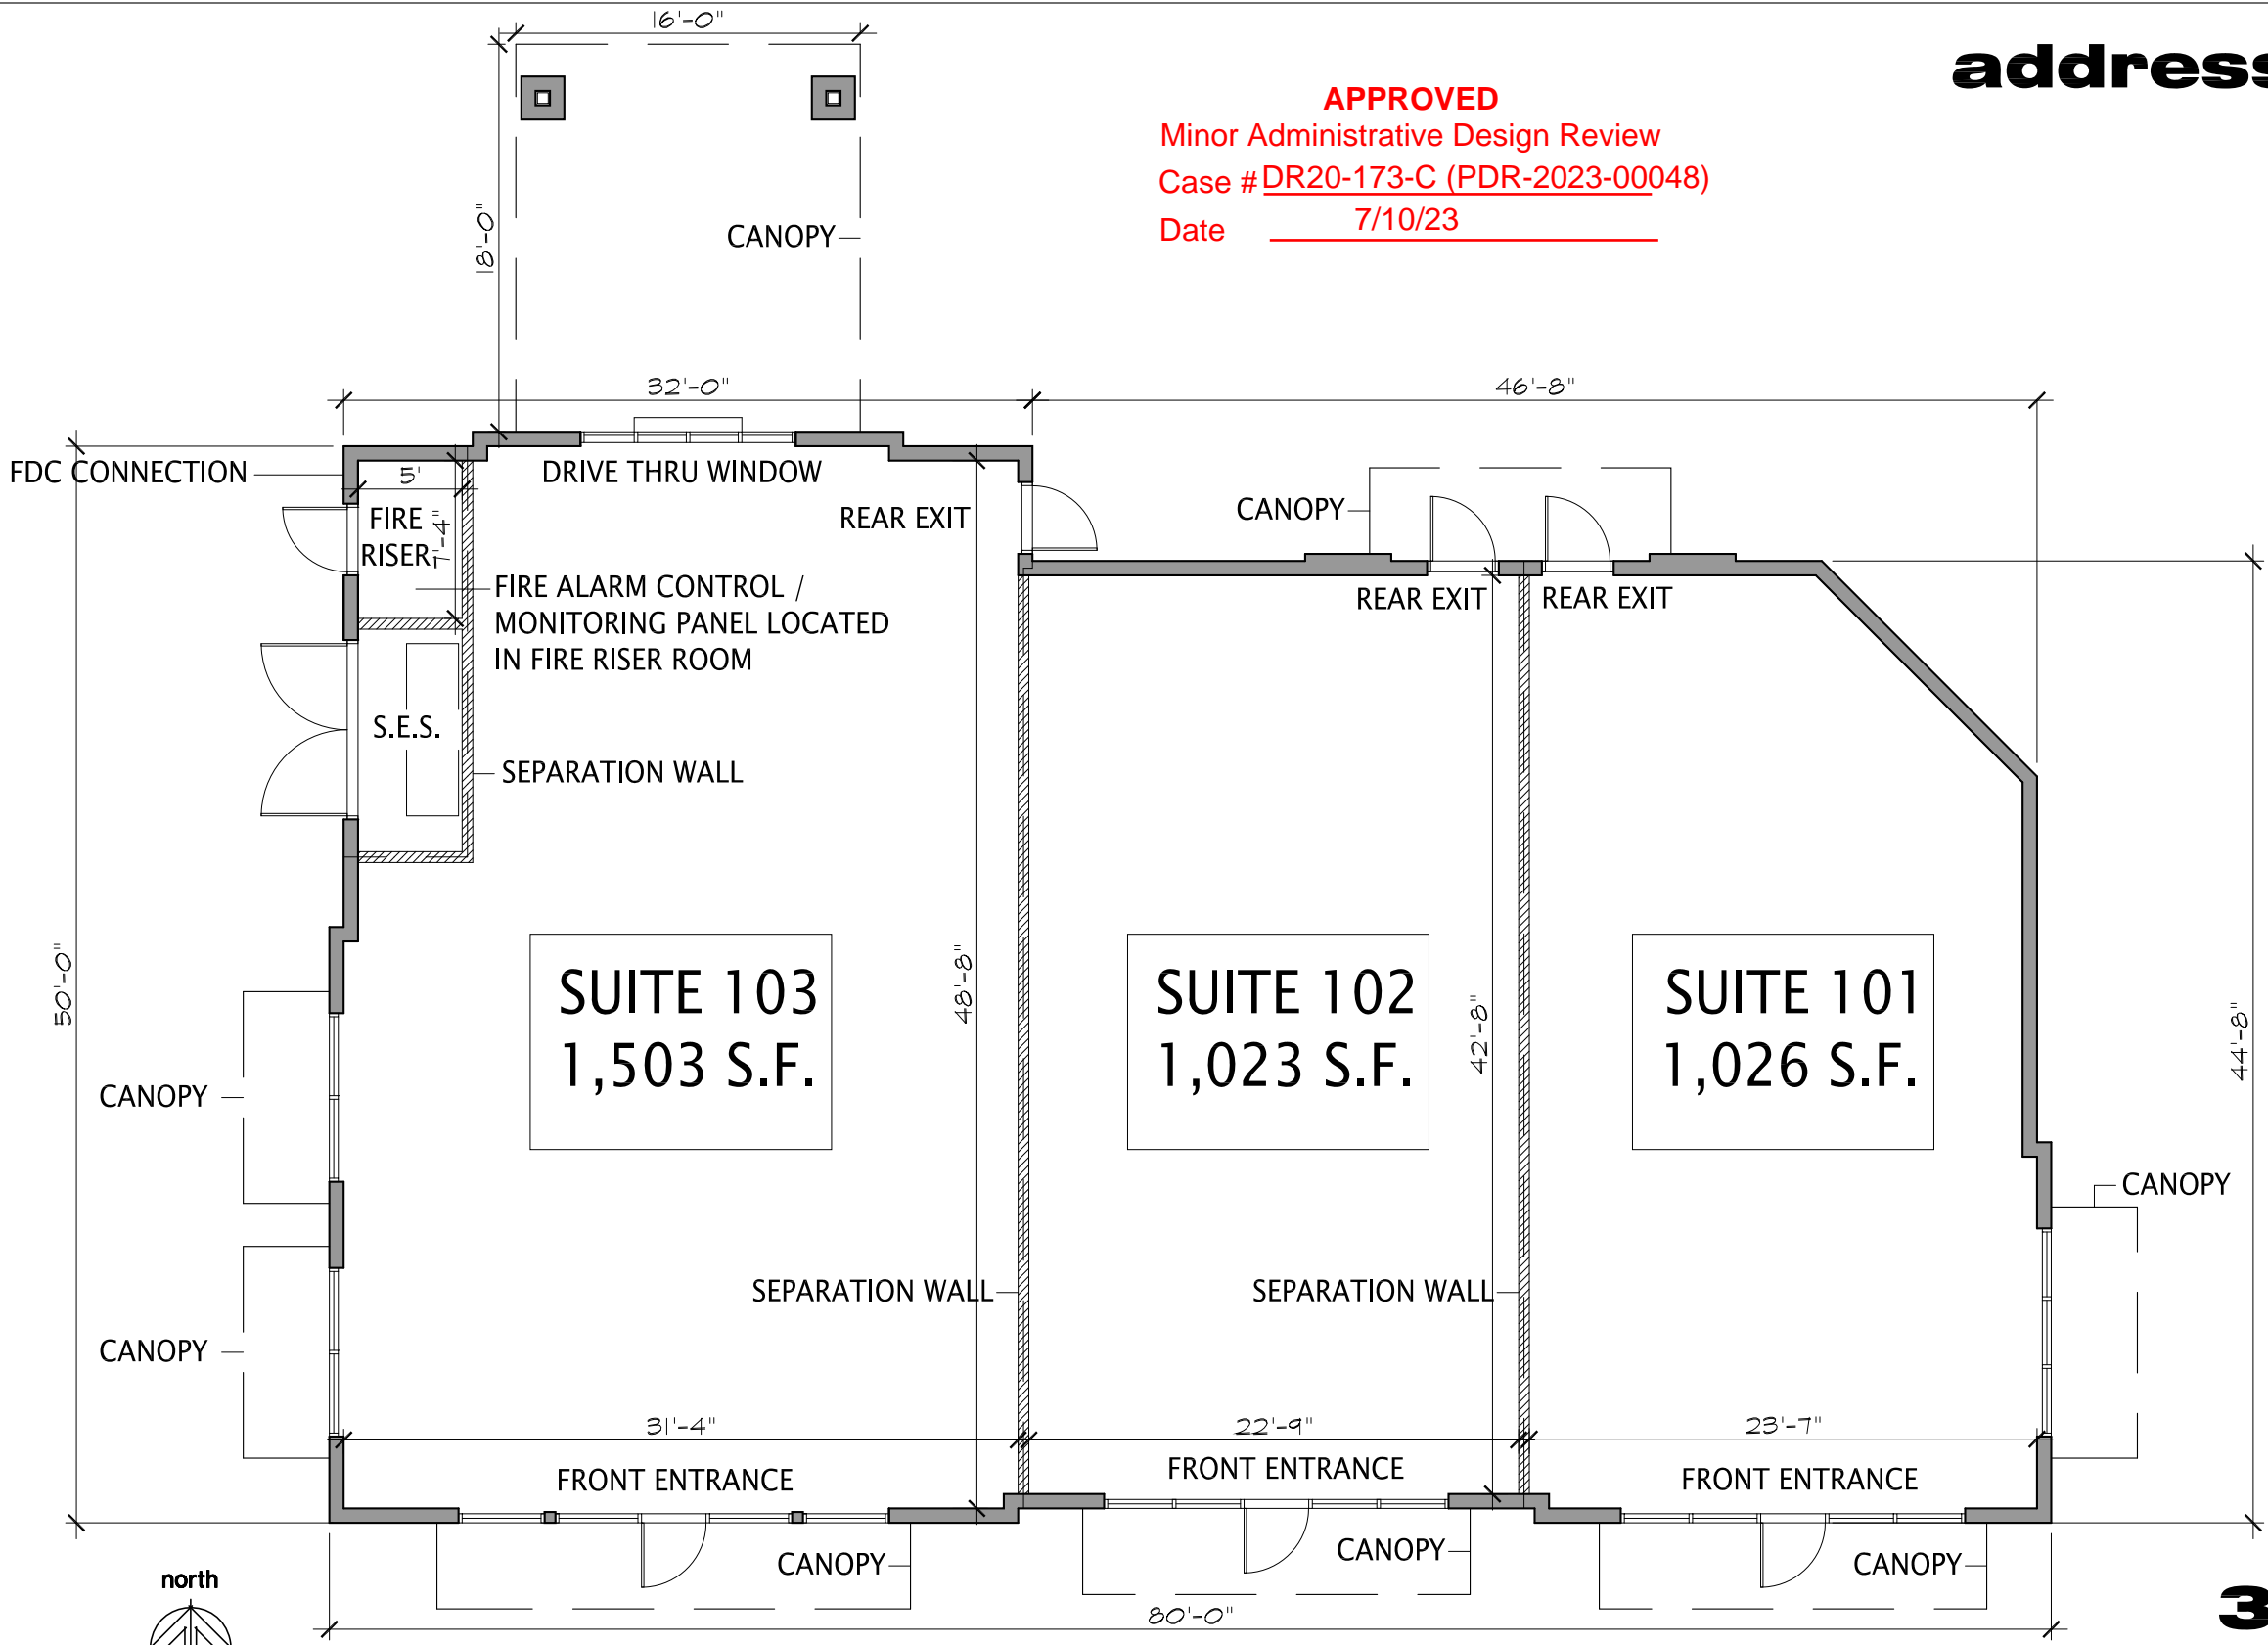 16'-0"
address
APPROVED
Minor Administrative Design Review
Case # DR20-173-C (PDR-2023-00048)
Date 7/10/23
18'-0"
CANOPY
32'-0"
46'-8"
FDC CONNECTION
5'
DRIVE THRU WINDOW
REAR EXIT
CANOPY
FIRE
RISER
7'-4"
FIRE ALARM CONTROL /
MONITORING PANEL LOCATED
IN FIRE RISER ROOM
REAR EXIT
REAR EXIT
S.E.S.
SEPARATION WALL
50'-0"
SUITE 103
1,503 S.F.
48'-8"
SUITE 102
1,023 S.F.
42'-8"
SUITE 101
1,026 S.F.
44'-8"
CANOPY
CANOPY
CANOPY
SEPARATION WALL
SEPARATION WALL
31'-4"
22'-9"
23'-7"
FRONT ENTRANCE
FRONT ENTRANCE
FRONT ENTRANCE
CANOPY
CANOPY
CANOPY
north
80'-0"
3